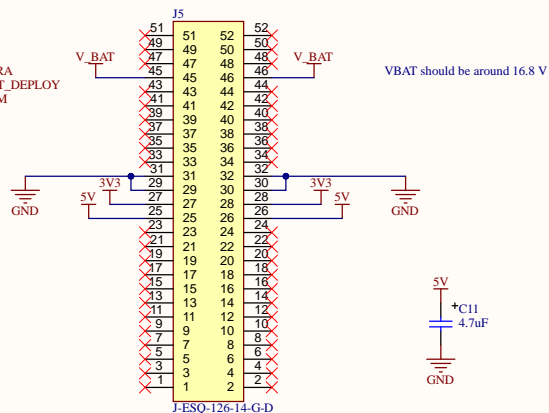 J5
51 51 52 52
49 49 50 50
47 47 48 48
V_BAT 45 45 46 46 V_BAT
43 43 44 44
41 41 42 42
39 39 40 40
37 37 38 38
35 35 36 36
33 33 34 34
31 31 32 32
29 29 30 30
3V3 27 27 28 28 3V3
5V 25 25 26 26 5V
23 23 24 24
21 21 22 22
19 19 20 20
17 17 18 18
15 15 16 16
13 13 14 14
11 11 12 12
9 9 10 10
7 7 8 8
5 5 6 6
3 3 4 4
1 1 2 2
J-ESQ-126-14-G-D
RA
T_DEPLOY
M
GND
GND
VBAT should be around 16.8 V
5V
+
C11
4.7uF
GND